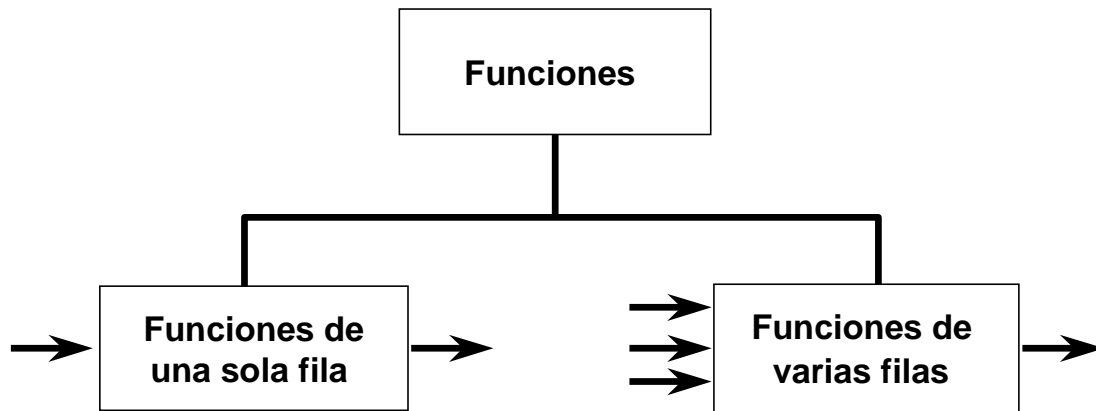 Funciones
Funciones de
una sola fila
Funciones de
varias filas